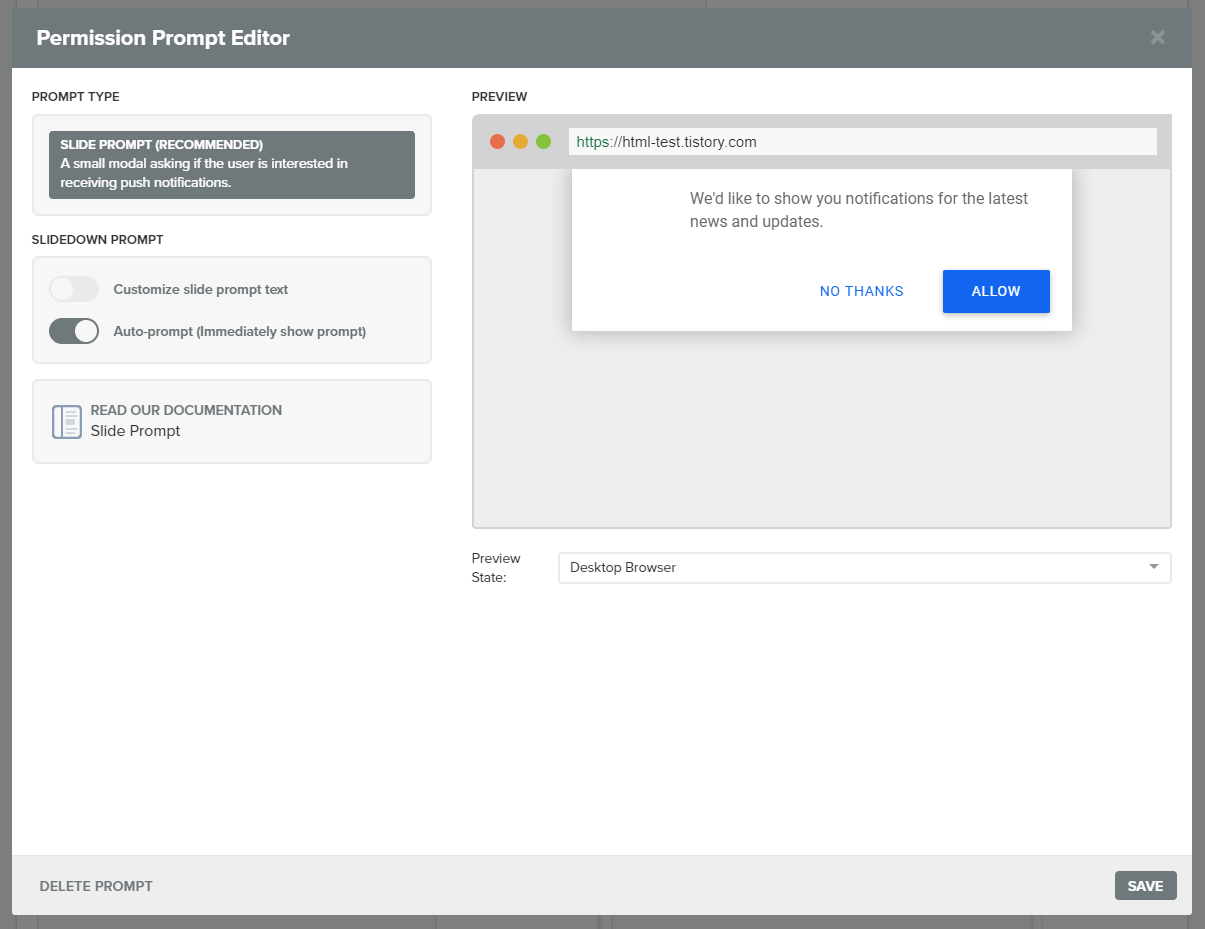 Permission Prompt Editor
PROMPT TYPE
SLIDE PROMPT (RECOMMENDED)
A small modal asking if the user is interested in
receiving push notifications.
SLIDEDOWN PROMPT
Customize slide prompt text
Auto-prompt (Immediately show prompt)
READ OUR DOCUMENTATION
Slide Prompt
PREVIEW
https://html-test.tistory.com
We'd like to show you notifications for the latest
news and updates.
NO THANKS
ALLOW
Preview
State:
Desktop Browser
DELETE PROMPT
SAVE